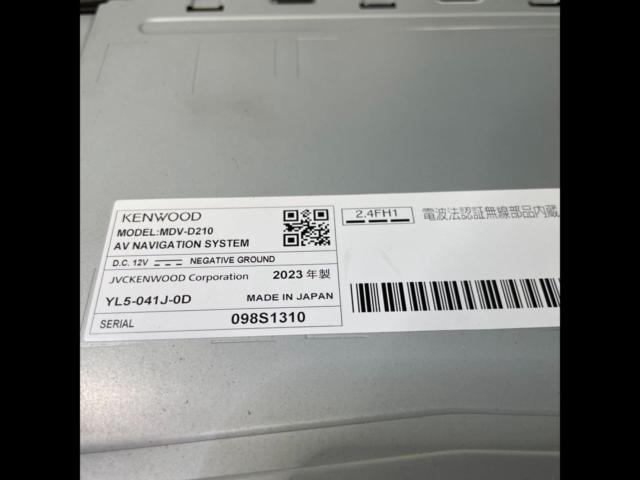 KENWOOD
MODEL:MDV-D210
AV NAVIGATION SYSTEM
D.C. 12V NEGATIVE GROUND
JVCKENWOOD Corporation 2023 年製
YL5-041J-0D MADE IN JAPAN
SERIAL 098S1310
2.4FH1 電波法認証無線部品内蔵